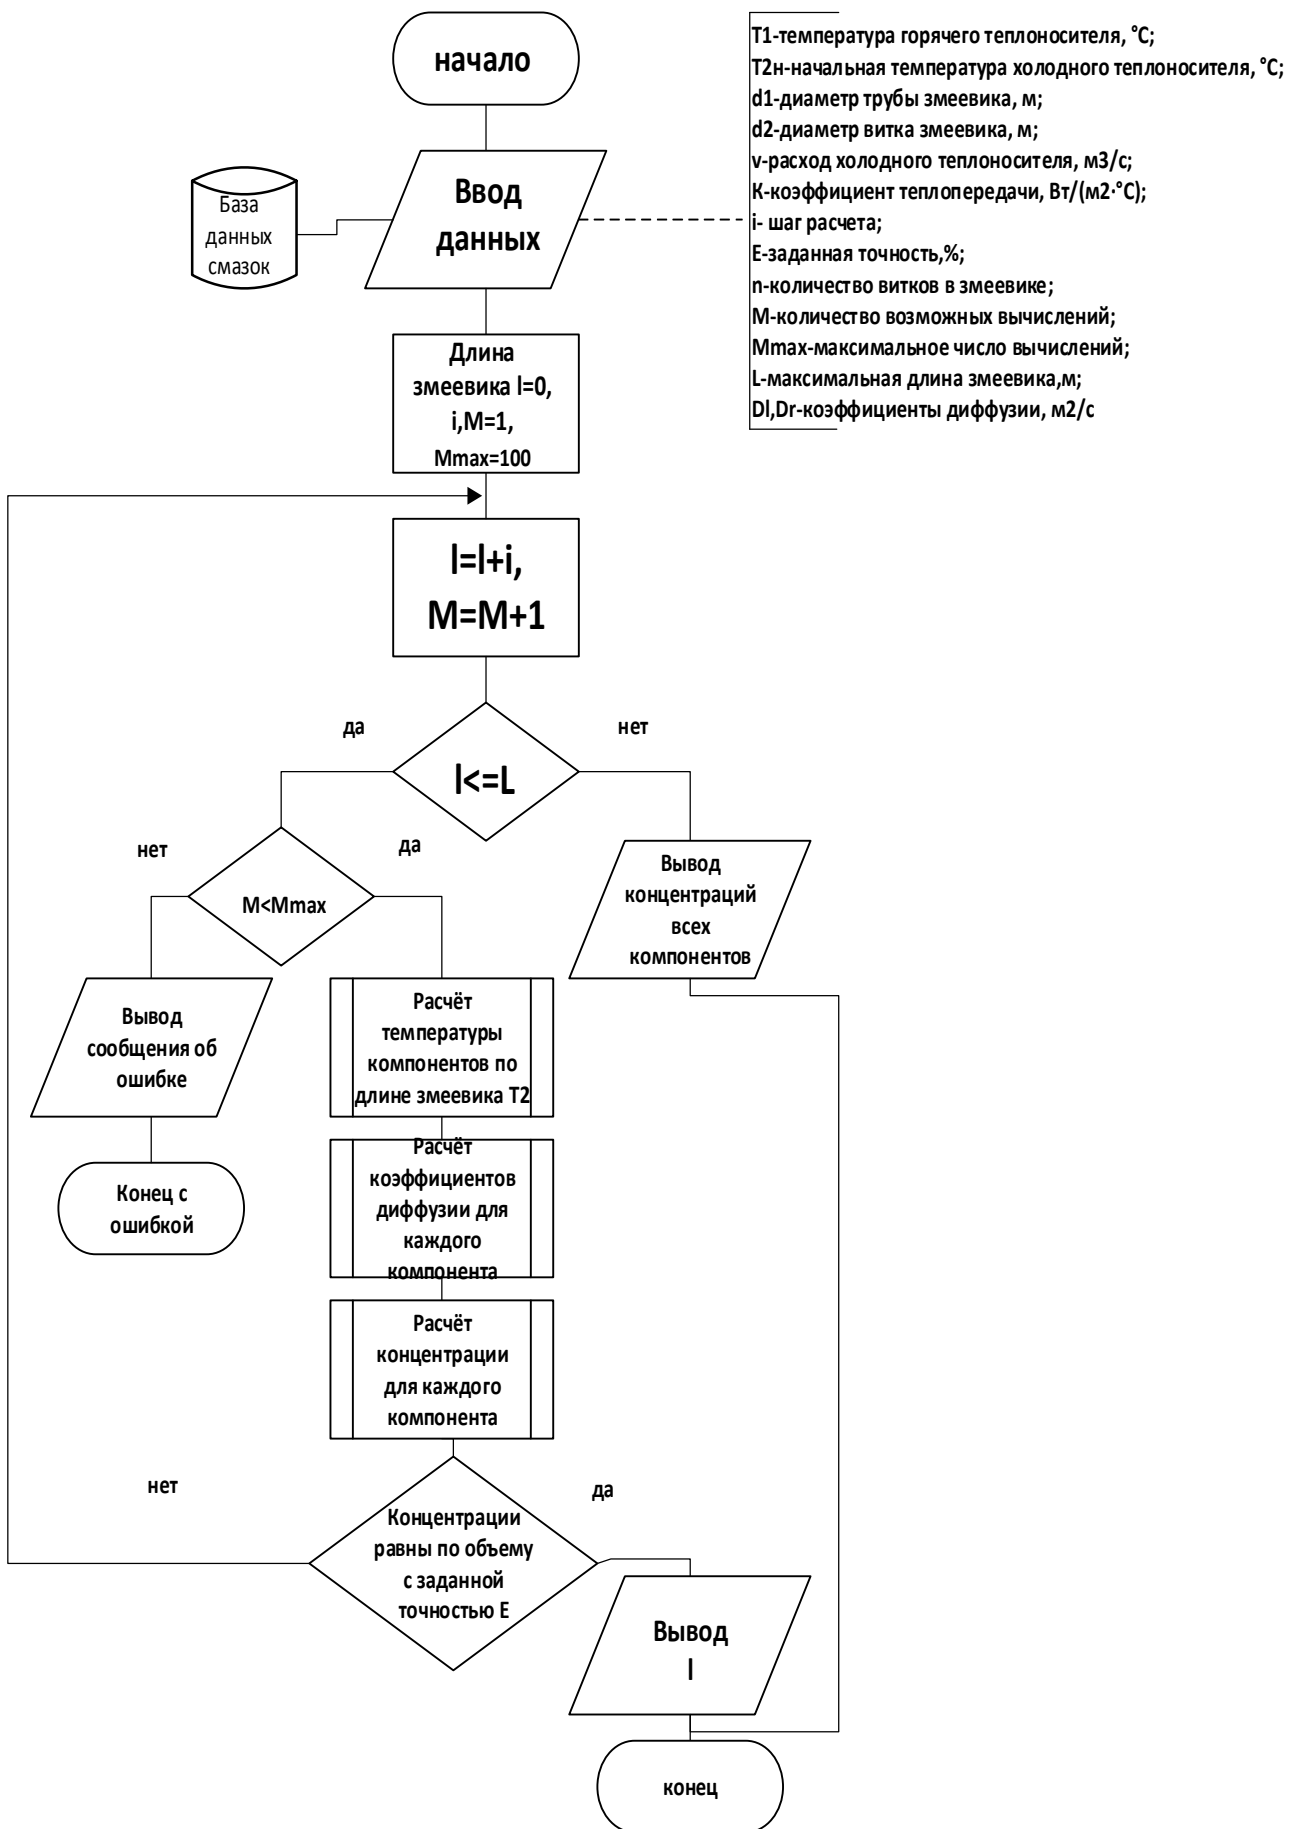 начало
T1-температура горячего теплоносителя, °C;
T2н-начальная температура холодного теплоносителя, °C;
d1-диаметр трубы змеевика, м;
d2-диаметр витка змеевика, м;
v-расход холодного теплоносителя, м3/с;
К-коэффициент теплопередачи, Вт/(м2·°C);
i- шаг расчета;
E-заданная точность,%;
n-количество витков в змеевике;
M-количество возможных вычислений;
Mmax-максимальное число вычислений;
L-максимальная длина змеевика,м;
Dl,Dr-коэффициенты диффузии, м2/с
База
данных
смазок
Ввод
данных
Длина
змеевика l=0,
i,M=1,
Mmax=100
l=l+i,
M=M+1
да
нет
l<=L
нет
да
M<Mmax
Вывод
концентраций
всех
компонентов
Вывод
сообщения об
ошибке
Расчёт
температуры
компонентов по
длине змеевика T2
Конец с
ошибкой
Расчёт
коэффициентов
диффузии для
каждого
компонента
Расчёт
концентрации
для каждого
компонента
нет
да
Концентрации
равны по объему
с заданной
точностью E
Вывод
l
конец